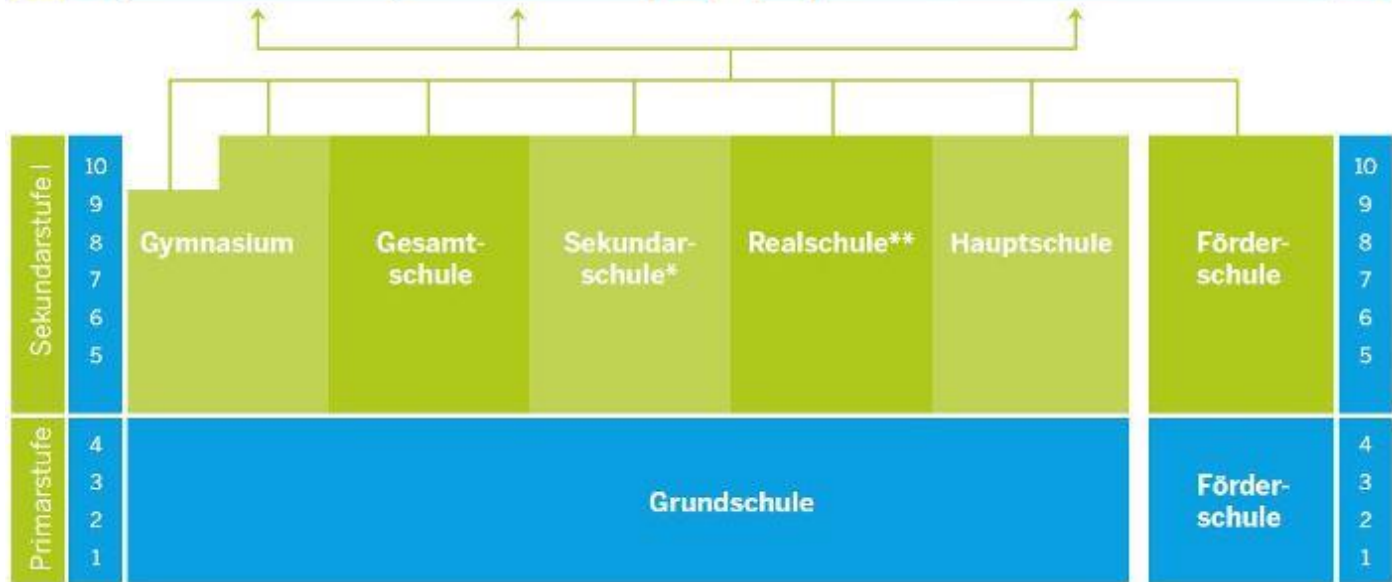 Sekundarstufe I
10
9
8
7
6
5
Gymnasium
Gesamt-
schule
Sekundar-
schule*
Realschule**
Hauptschule
Förder-
schule
10
9
8
7
6
5
Primarstufe
4
3
2
1
Grundschule
Förder-
schule
4
3
2
1